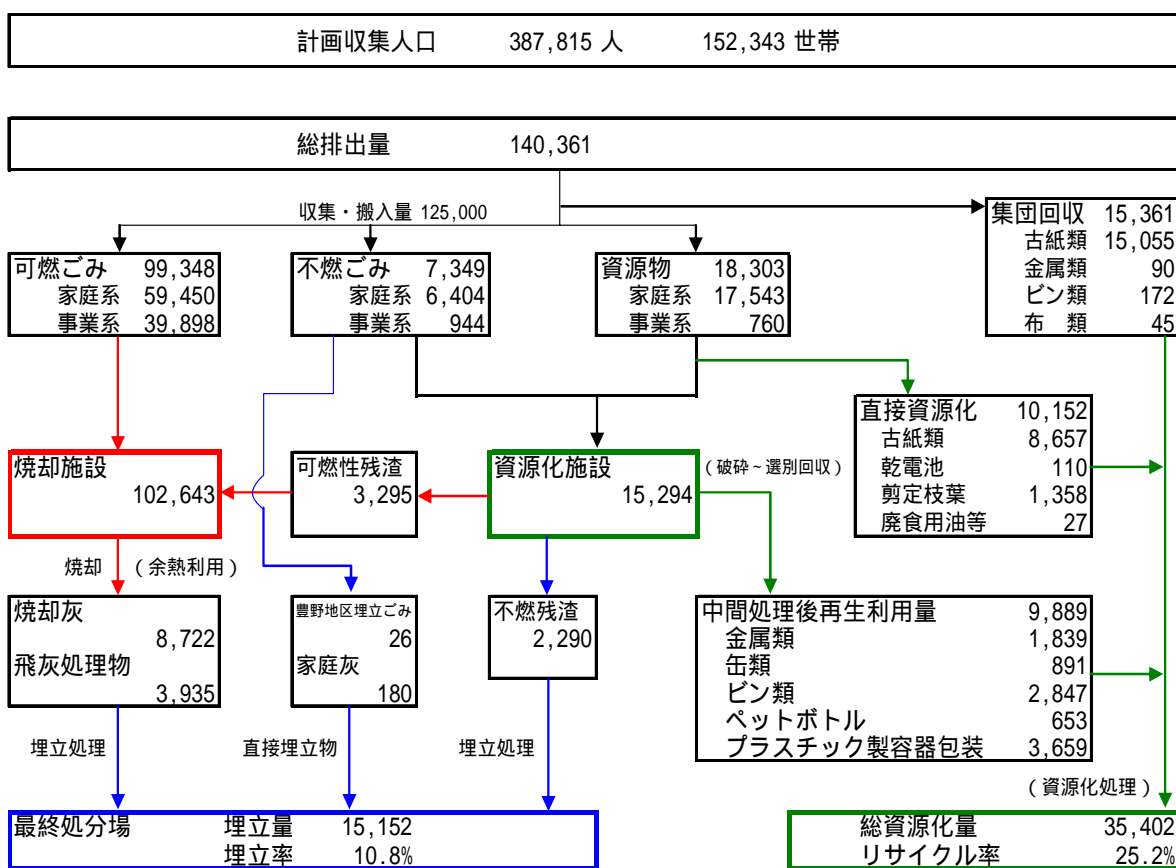 計画収集人口 387,815 人 152,343 世帯
総排出量 140,361
収集・搬入量 125,000
集団回収 15,361
古紙類 15,055
金属類 90
ビン類 172
布 類 45
可燃ごみ 99,348
家庭系 59,450
事業系 39,898
不燃ごみ 7,349
家庭系 6,404
事業系 944
資源物 18,303
家庭系 17,543
事業系 760
直接資源化 10,152
古紙類 8,657
乾電池 110
剪定枝葉 1,358
廃食用油等 27
焼却施設
102,643
可燃性残渣
3,295
資源化施設
15,294
(破砕~選別回収)
焼却 (余熱利用)
焼却灰
8,722
飛灰処理物
3,935
豊野地区埋立ごみ
26
家庭灰
180
不燃残渣
2,290
中間処理後再生利用量 9,889
金属類 1,839
缶類 891
ビン類 2,847
ペットボトル 653
プラスチック製容器包装 3,659
埋立処理
直接埋立物
埋立処理
(資源化処理)
最終処分場 埋立量 15,152
埋立率 10.8%
総資源化量 35,402
リサイクル率 25.2%